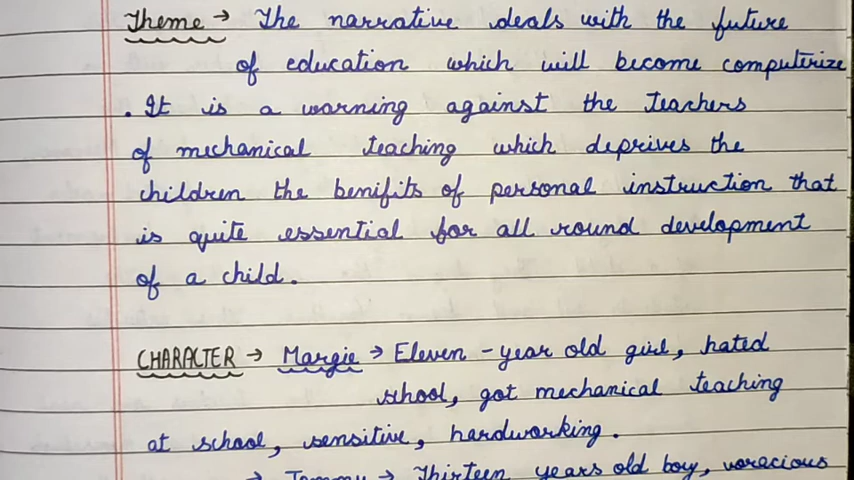 Theme → The narrative deals with the future
of education which will become computerize
. It is a warning against the teachers
of mechanical teaching which deprives the
children the benifits of personal instruction that
is quite essential for all round development
of a child.
CHARACTER → Margie → Eleven - year old girl, hated
school, got mechanical teaching
at school, sensitive, hardworking.
→ Tommy → Thirteen years old boy, voracious